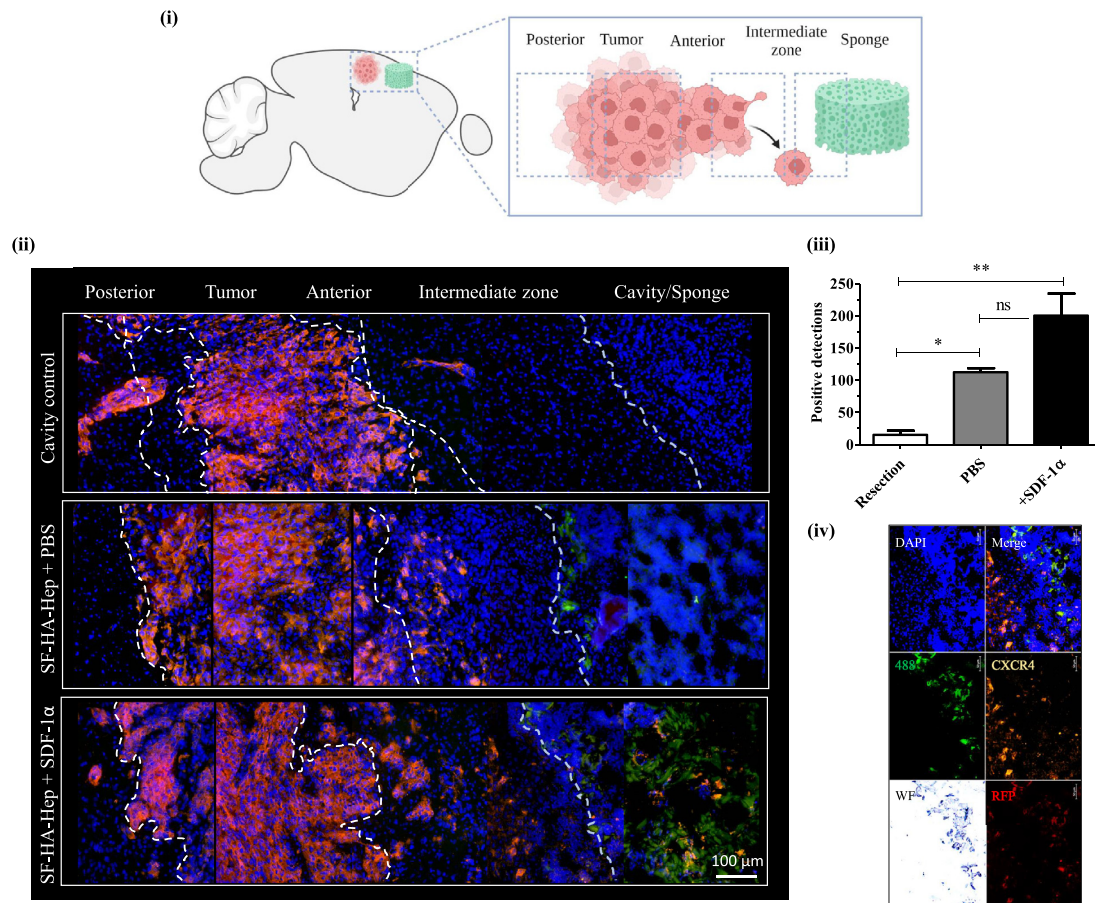 (i)
Posterior Tumor Anterior Intermediate zone Sponge
(ii)
Posterior Tumor Anterior Intermediate zone Cavity/Sponge
Cavity control
SF-HA-Hep + PBS
SF-HA-Hep + SDF-1α
100 μm
(iii)
**
ns
*
Positive detections
250
200
150
100
50
0
Resection PBS +SDF-1α
(iv)
DAPI Merge
488 CXCR4
WF RFP